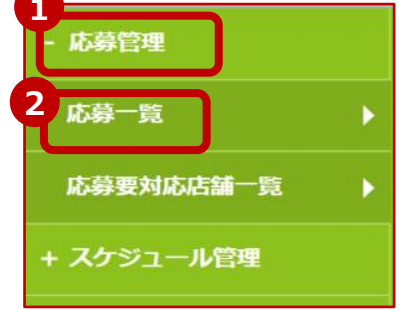 1
- 応募管理
2
応募一覧
応募要対応店舗一覧
+ スケジュール管理